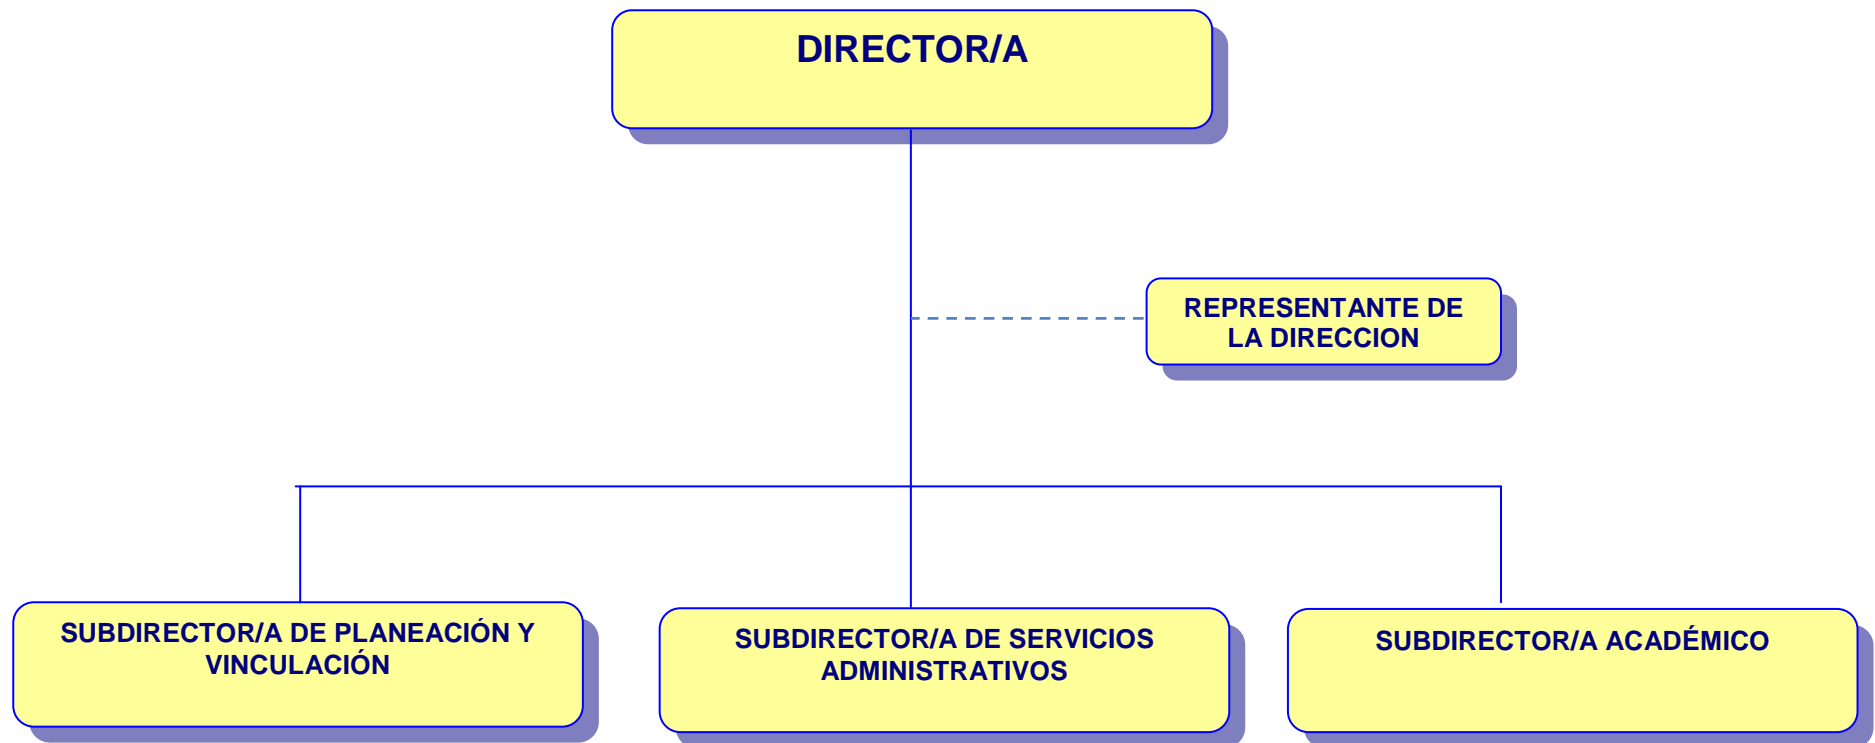 DIRECTOR/A
REPRESENTANTE DE
LA DIRECCION
SUBDIRECTOR/A DE PLANEACIÓN Y
VINCULACIÓN
SUBDIRECTOR/A DE SERVICIOS
ADMINISTRATIVOS
SUBDIRECTOR/A ACADÉMICO